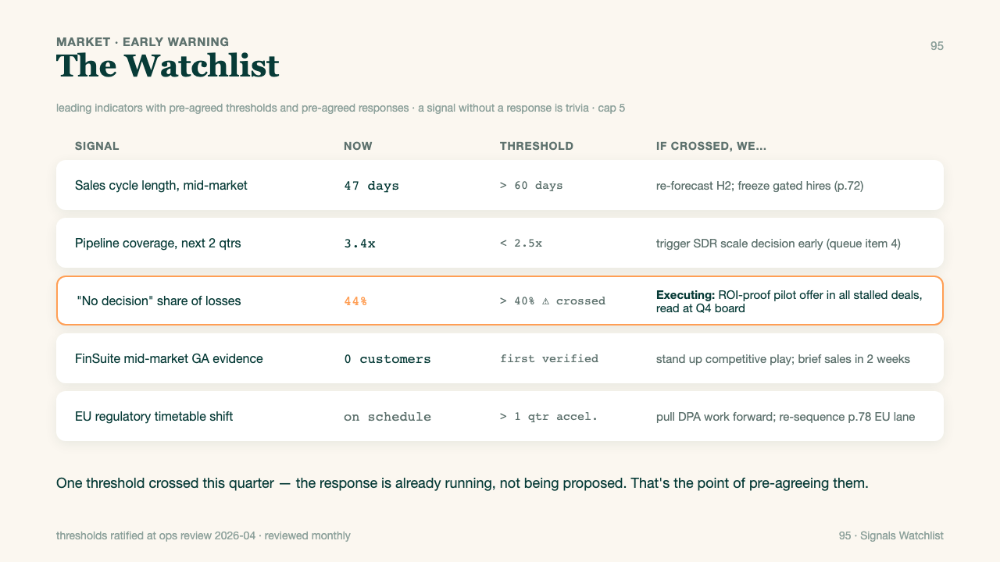 MARKET · EARLY WARNING
95
The Watchlist
leading indicators with pre-agreed thresholds and pre-agreed responses · a signal without a response is trivia · cap 5
SIGNAL NOW THRESHOLD IF CROSSED, WE...
Sales cycle length, mid-market 47 days > 60 days re-forecast H2; freeze gated hires (p.72)
Pipeline coverage, next 2 qtrs 3.4x < 2.5x trigger SDR scale decision early (queue item 4)
"No decision" share of losses 44% > 40% ⚠ crossed Executing: ROI-proof pilot offer in all stalled deals,
read at Q4 board
FinSuite mid-market GA evidence 0 customers first verified stand up competitive play; brief sales in 2 weeks
EU regulatory timetable shift on schedule > 1 qtr accel. pull DPA work forward; re-sequence p.78 EU lane
One threshold crossed this quarter — the response is already running, not being proposed. That's the point of pre-agreeing them.
thresholds ratified at ops review 2026-04 · reviewed monthly
95 · Signals Watchlist